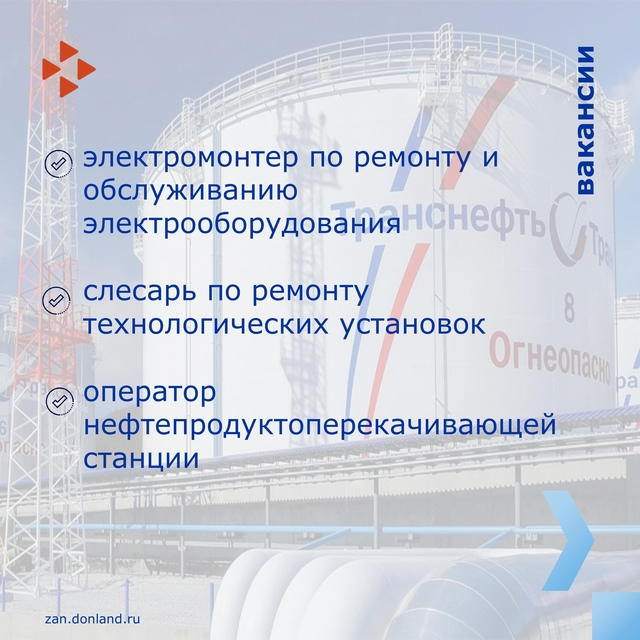 вакансии
электромонтер по ремонту и
обслуживанию
электрооборудования
слесарь по ремонту
технологических установок
оператор
нефтепродуктоперекачивающей
станции
Транснефть
8
Огнеопасно
zan.donland.ru